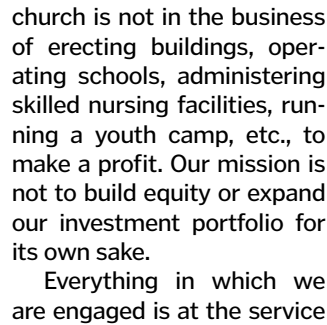 church is not in the business
of erecting buildings, oper-
ating schools, administering
skilled nursing facilities, run-
ning a youth camp, etc., to
make a profit. Our mission is
not to build equity or expand
our investment portfolio for
its own sake.
Everything in which we
are engaged is at the service